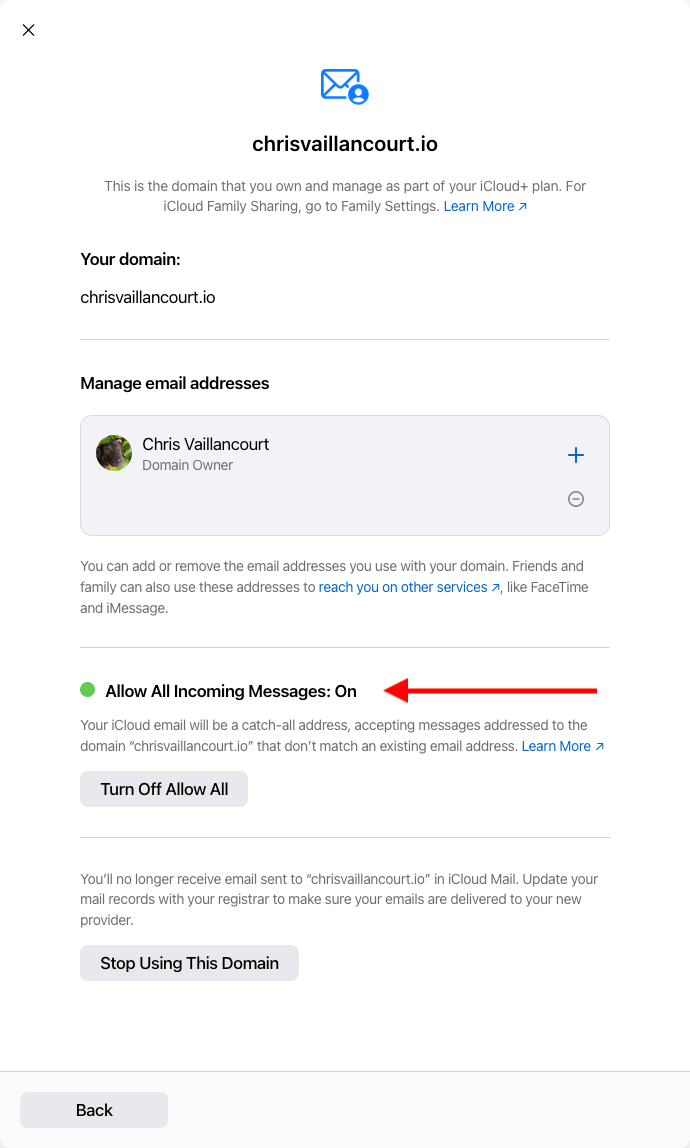 chrisvaillancourt.io
This is the domain that you own and manage as part of your iCloud+ plan. For
iCloud Family Sharing, go to Family Settings. Learn More ↗
Your domain:
chrisvaillancourt.io
Manage email addresses
Chris Vaillancourt
Domain Owner
You can add or remove the email addresses you use with your domain. Friends and
family can also use these addresses to reach you on other services ↗, like FaceTime
and iMessage.
Allow All Incoming Messages: On
Your iCloud email will be a catch-all address, accepting messages addressed to the
domain “chrisvaillancourt.io” that don’t match an existing email address. Learn More ↗
Turn Off Allow All
You’ll no longer receive email sent to “chrisvaillancourt.io” in iCloud Mail. Update your
mail records with your registrar to make sure your emails are delivered to your new
provider.
Stop Using This Domain
Back